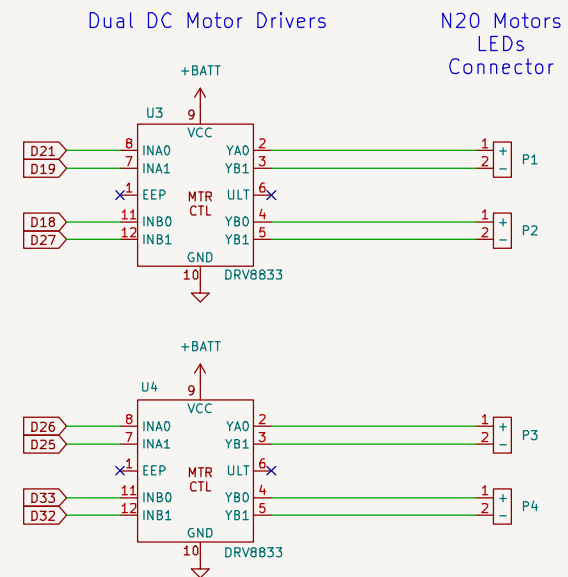 Dual DC Motor Drivers
N20 Motors
LEDs
Connector
+BATT
U3
9
VCC
D21 8 INA0 YA0 2 1 + P1
D19 7 INA1 YB1 3 2 -
1 EEP MTR CTL ULT 6
D18 11 INB0 YB0 4 1 + P2
D27 12 INB1 YB1 5 2 -
GND
10 DRV8833
+BATT
U4
9
VCC
D26 8 INA0 YA0 2 1 + P3
D25 7 INA1 YB1 3 2 -
1 EEP MTR CTL ULT 6
D33 11 INB0 YB0 4 1 + P4
D32 12 INB1 YB1 5 2 -
GND
10 DRV8833